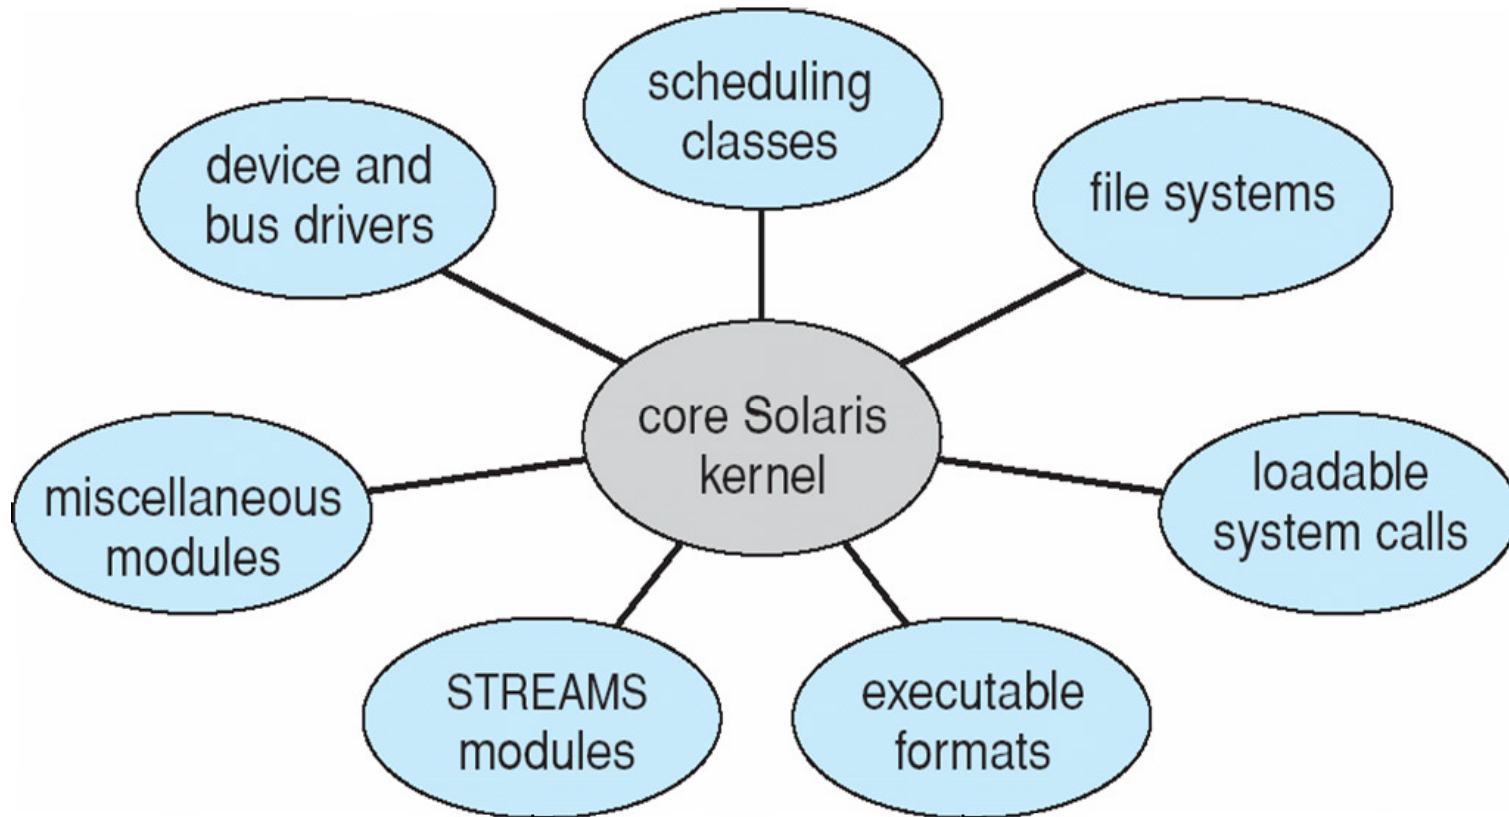 scheduling
classes
device and
bus drivers
file systems
core Solaris
kernel
miscellaneous
modules
loadable
system calls
STREAMS
modules
executable
formats